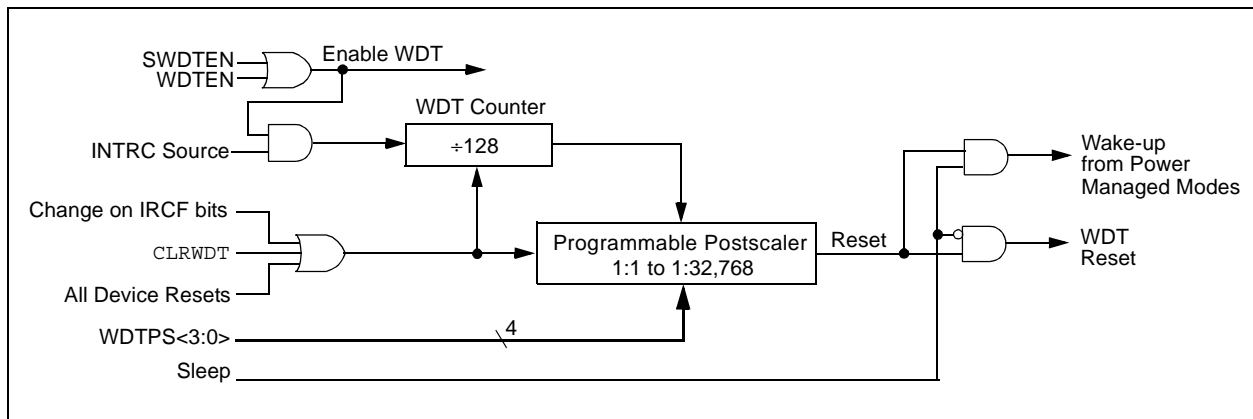 SWDTEN
WDTEN
Enable WDT
WDT Counter
÷128
INTRC Source
Wake-up
from Power
Managed Modes
Change on IRCF bits
CLRWDT
All Device Resets
Programmable Postscaler
1:1 to 1:32,768
Reset
WDT
Reset
WDTPS<3:0>
4
Sleep